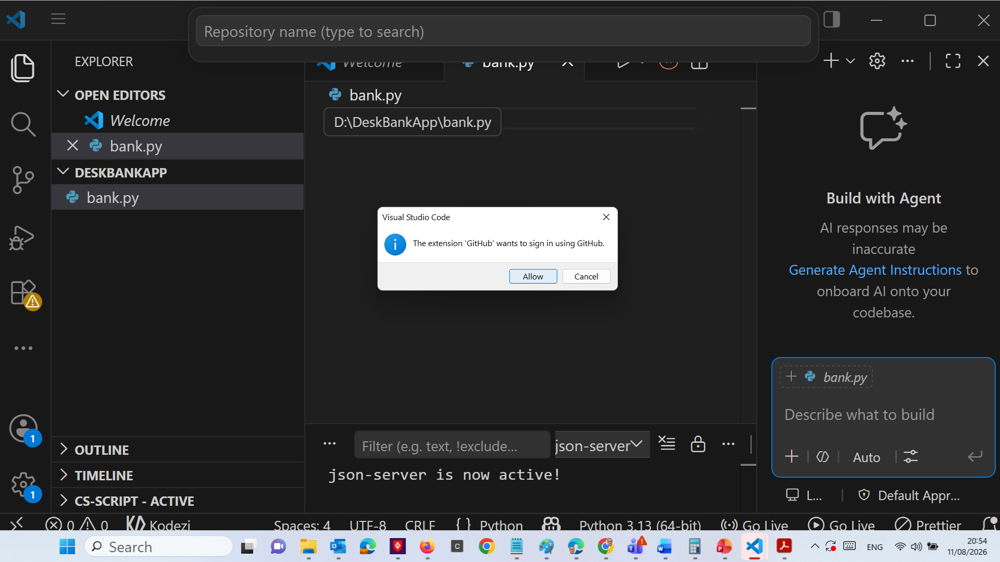 Repository name (type to search)
EXPLORER
OPEN EDITORS
Welcome
bank.py
DESKBANKAPP
bank.py
OUTLINE
TIMELINE
CS-SCRIPT - ACTIVE
Welcome
bank.py
bank.py
D:\DeskBankApp\bank.py
Visual Studio Code
The extension 'GitHub' wants to sign in using GitHub.
Allow
Cancel
Filter (e.g. text, !exclude...
json-server
json-server is now active!
Build with Agent
AI responses may be
inaccurate
Generate Agent Instructions to
onboard AI onto your
codebase.
bank.py
Describe what to build
Auto
L...
Default Appr...
1
1
0
0
Kodezi
Spaces: 4
UTF-8
CRLF
{ }
Python
Python 3.13 (64-bit)
Go Live
Go Live
Prettier
Search
ENG
20:54
11/08/2026